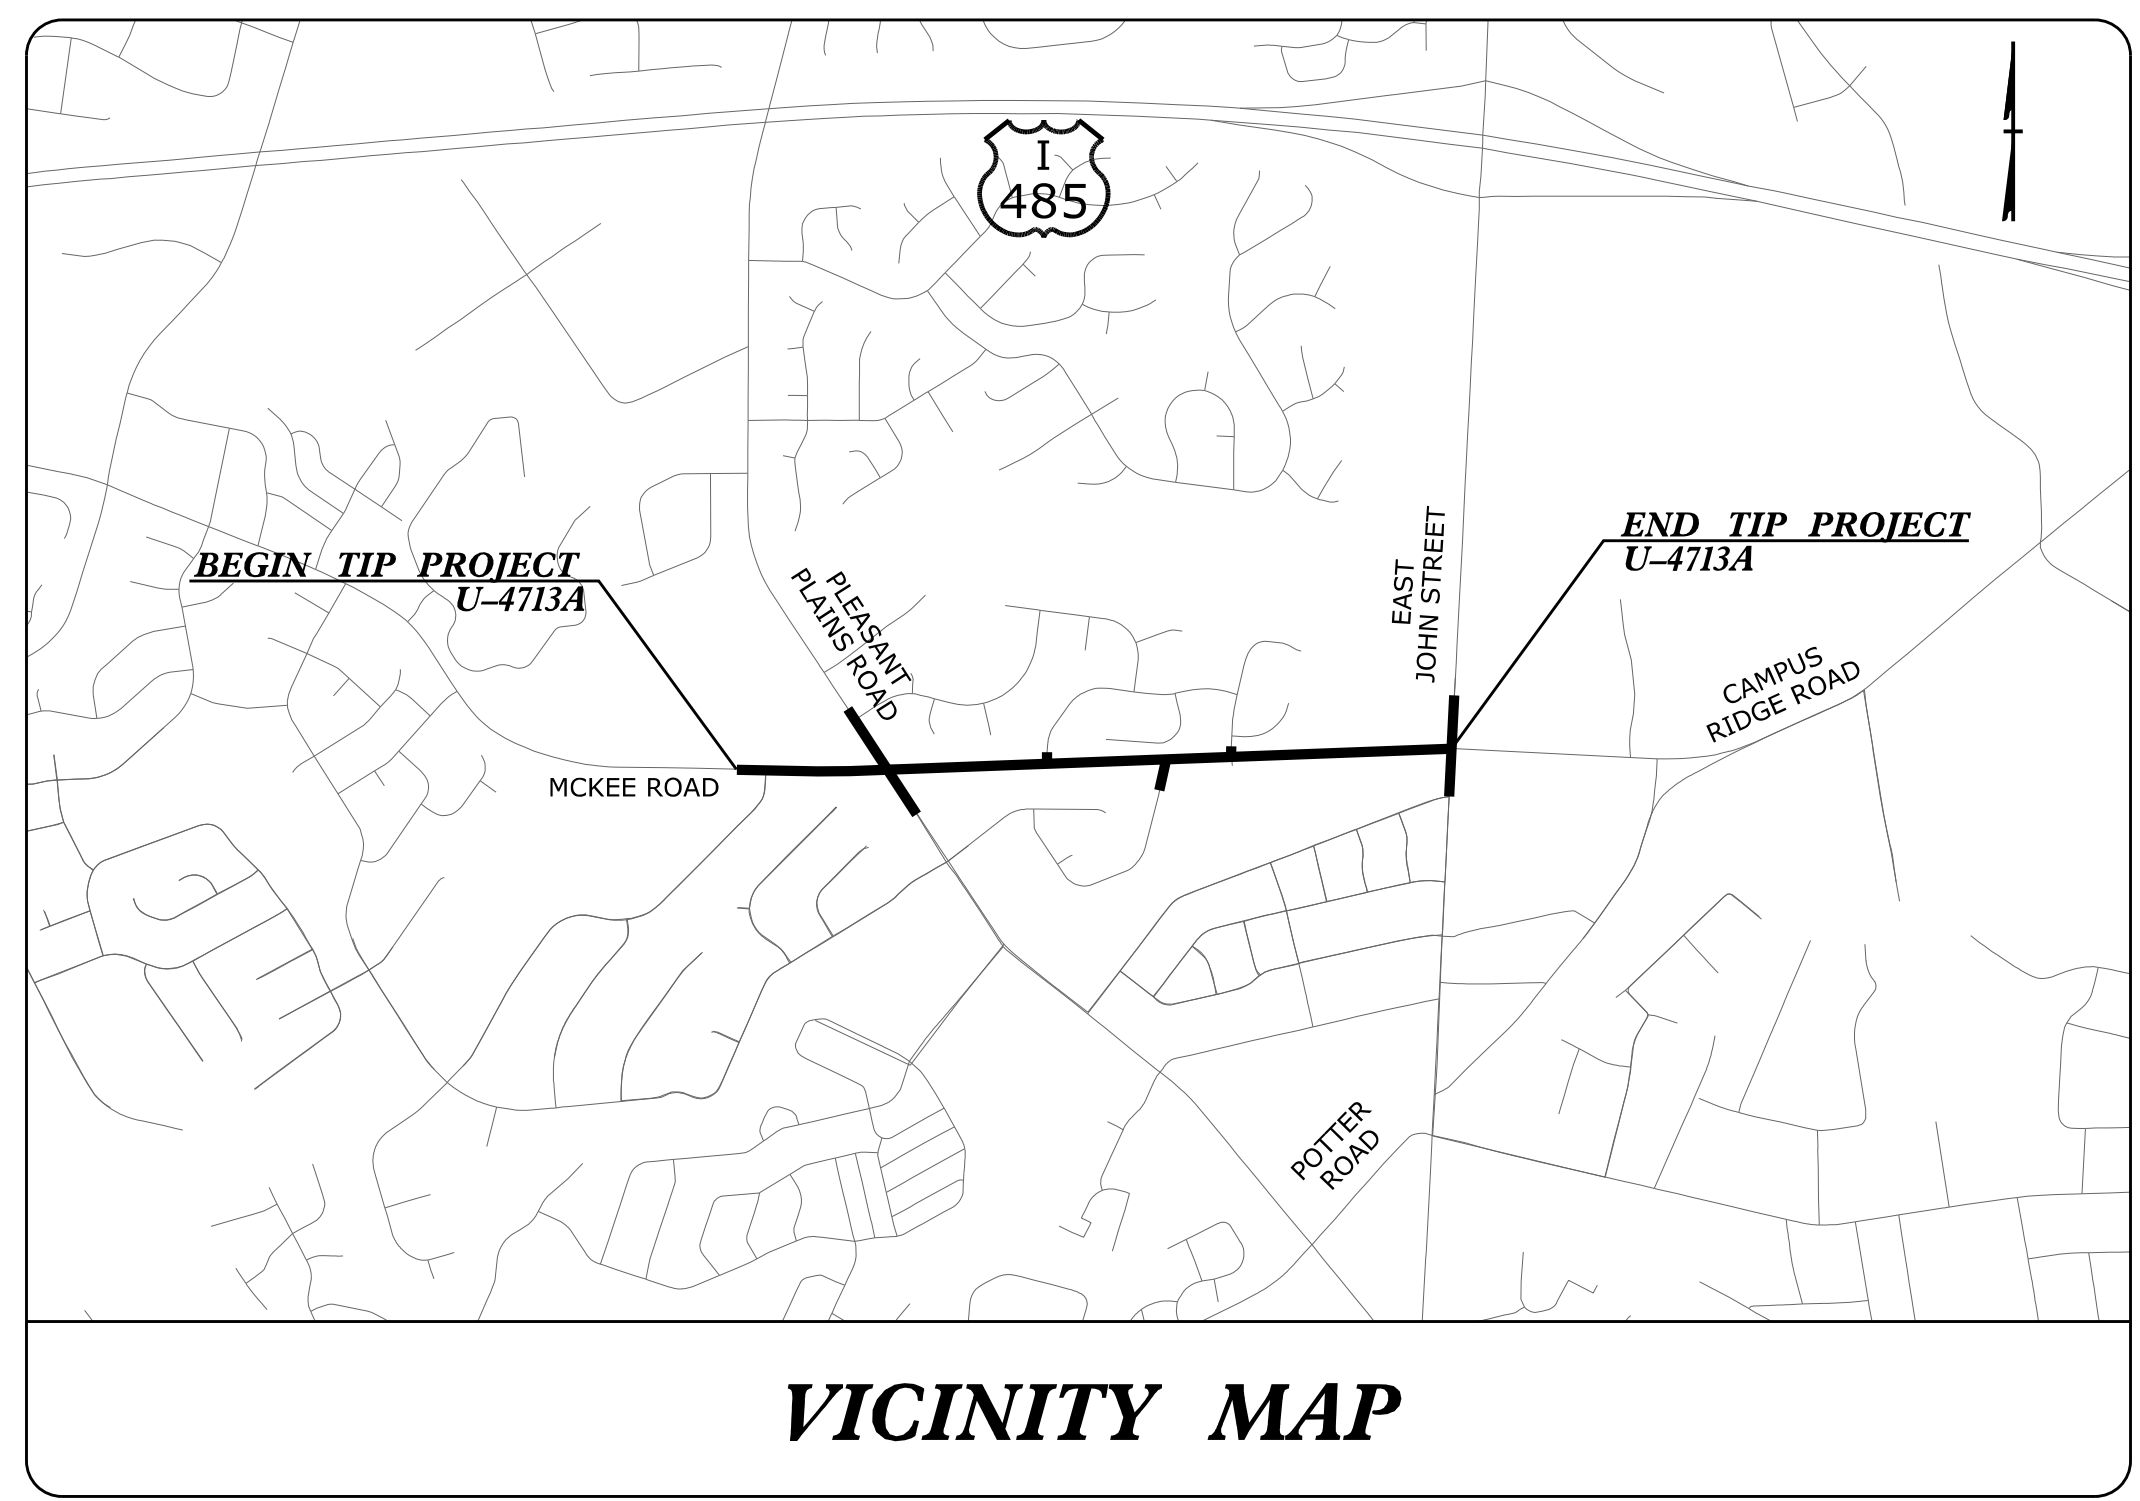 I
485
END TIP PROJECT
U-4713A
BEGIN TIP PROJECT
U-4713A
PLEASANT
PLAINS ROAD
EAST
JOHN STREET
CAMPUS
RIDGE ROAD
MCKEE ROAD
POTTER
ROAD
VICINITY MAP